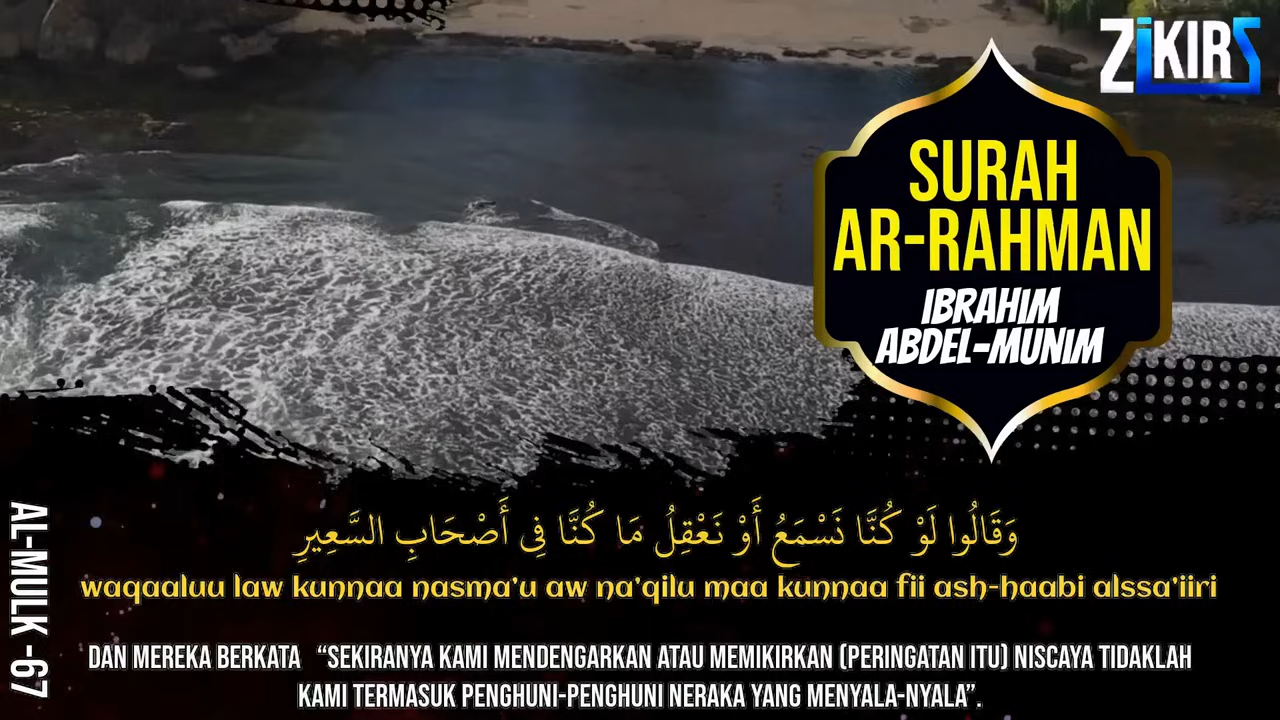 ZiKIRS
SURAH
AR-RAHMAN
IBRAHIM
ABDEL-MUNIM
AL-MULK -67
وَقَالُوا لَوْ كُنَّا نَسْمَعُ أَوْ نَعْقِلُ مَا كُنَّا فِى أَصْحَابِ السَّعِيرِ
waqaaluu law kunnaa nasma'u aw na'qilu maa kunnaa fii ash-haabi alssa'iiri
DAN MEREKA BERKATA “SEKIRANYA KAMI MENDENGARKAN ATAU MEMIKIRKAN (PERINGATAN ITU) NISCAYA TIDAKLAH
KAMI TERMASUK PENGHUNI-PENGHUNI NERAKA YANG MENYALA-NYALA”.